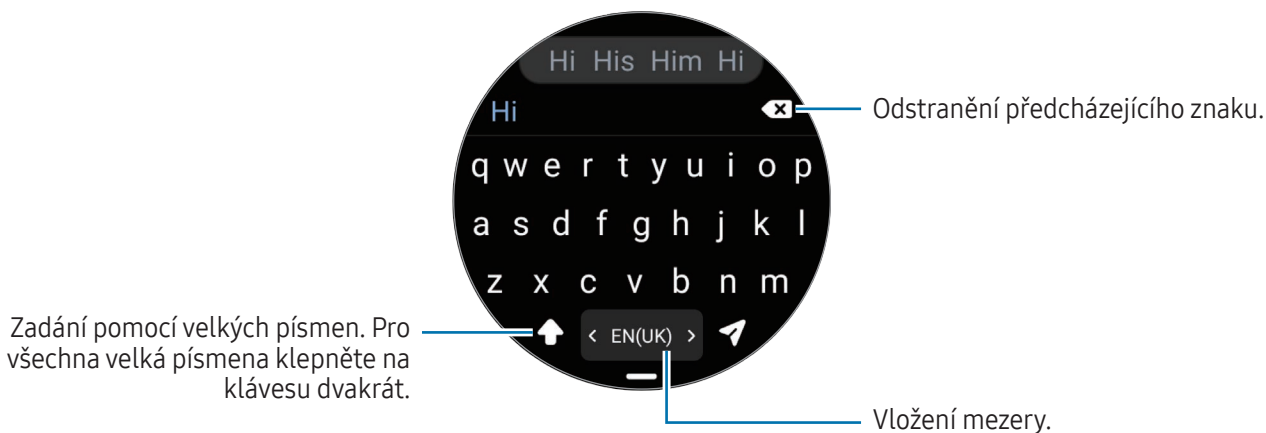 Hi His Him Hi
Hi
Odstranění předcházejícího znaku.
q w e r t y u i o p
a s d f g h j k l
z x c v b n m
Zadání pomocí velkých písmen. Pro
všechna velká písmena klepněte na
klávesu dvakrát.
< EN(UK) >
Vložení mezery.